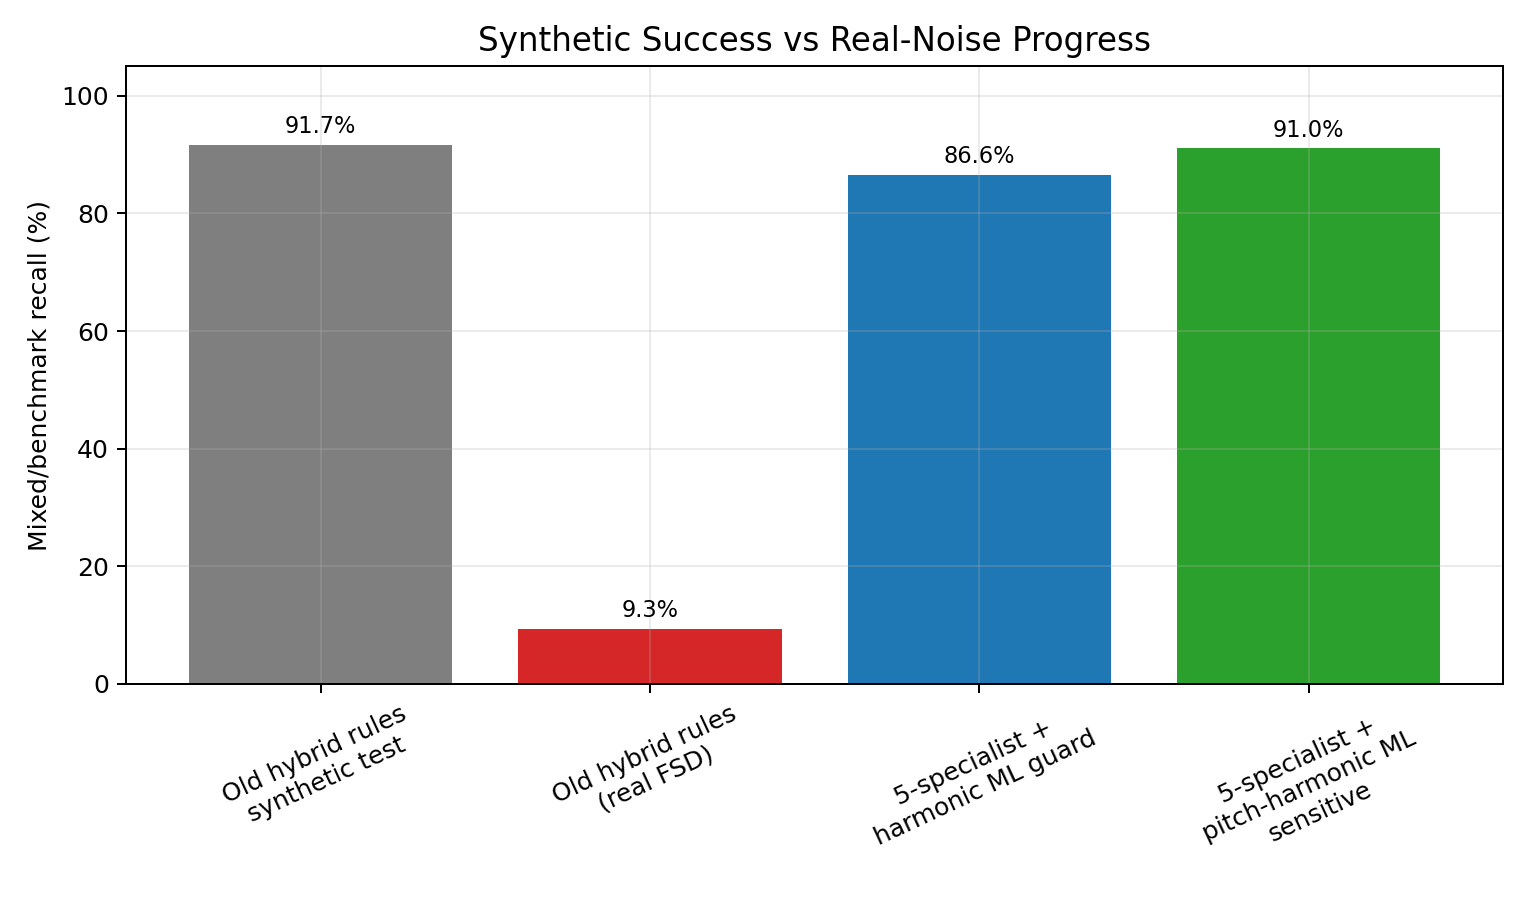 Synthetic Success vs Real-Noise Progress
Mixed/benchmark recall (%)
100
80
60
40
20
0
91.7%
9.3%
86.6%
91.0%
Old hybrid rules
synthetic test
Old hybrid rules
(real FSD)
5-specialist +
harmonic ML guard
5-specialist +
pitch-harmonic ML
sensitive